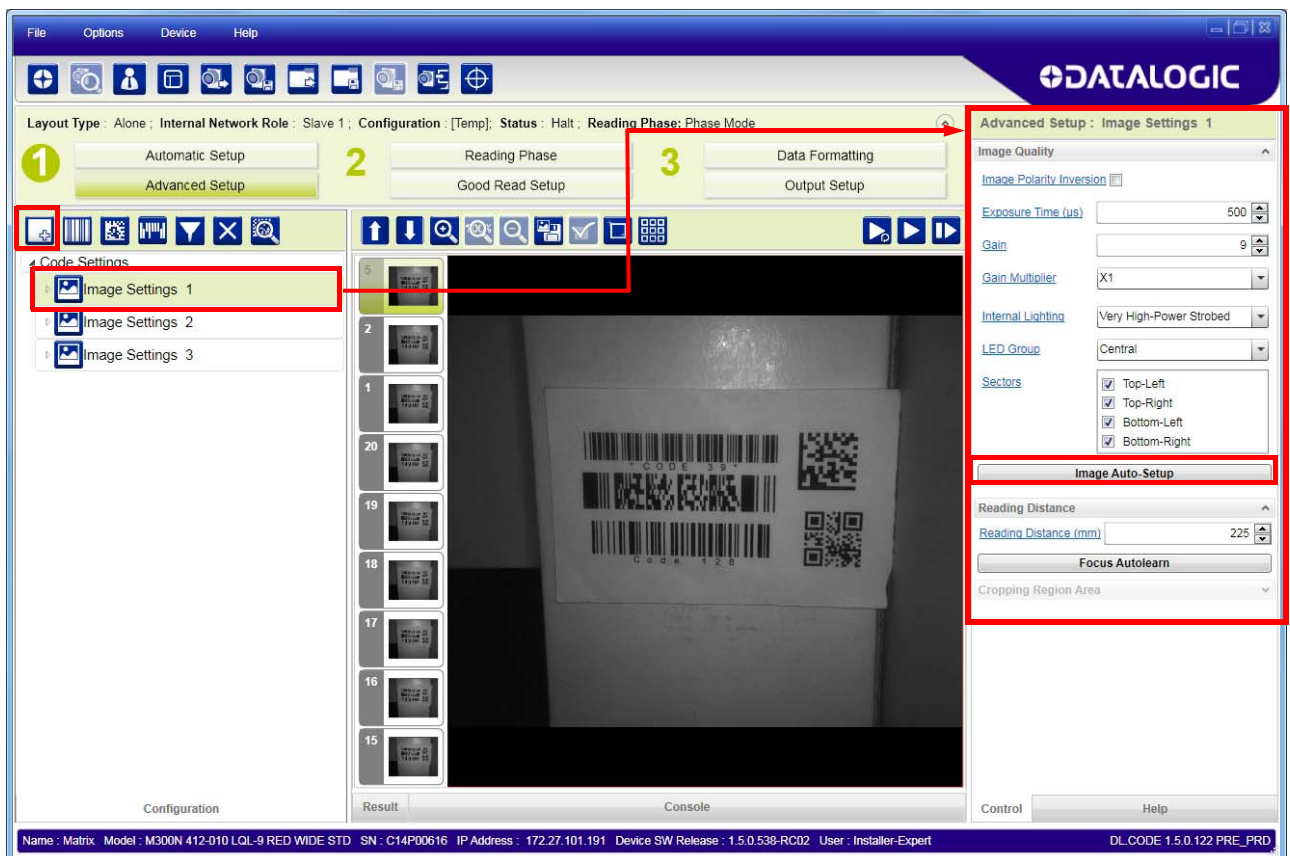 File Options Device Help
DATALOGIC
Layout Type : Alone ; Internal Network Role : Slave 1 ; Configuration : [Temp]; Status : Halt ; Reading Phase: Phase Mode
1 Automatic Setup 2 Reading Phase 3 Data Formatting
Advanced Setup Good Read Setup Output Setup
Code Settings
Image Settings 1
Image Settings 2
Image Settings 3
5
2
1
20
19
18
17
16
15
* CODE 39 *
Code 128
Advanced Setup : Image Settings 1
Image Quality
Image Polarity Inversion
Exposure Time (µs) 500
Gain 9
Gain Multiplier X1
Internal Lighting Very High-Power Strobed
LED Group Central
Sectors Top-Left
Top-Right
Bottom-Left
Bottom-Right
Image Auto-Setup
Reading Distance
Reading Distance (mm) 225
Focus Autolearn
Cropping Region Area
Configuration Result Console Control Help
Name : Matrix Model : M300N 412-010 LQL-9 RED WIDE STD SN : C14P00616 IP Address : 172.27.101.191 Device SW Release : 1.5.0.538-RC02 User : Installer-Expert DL.CODE 1.5.0.122 PRE_PRD